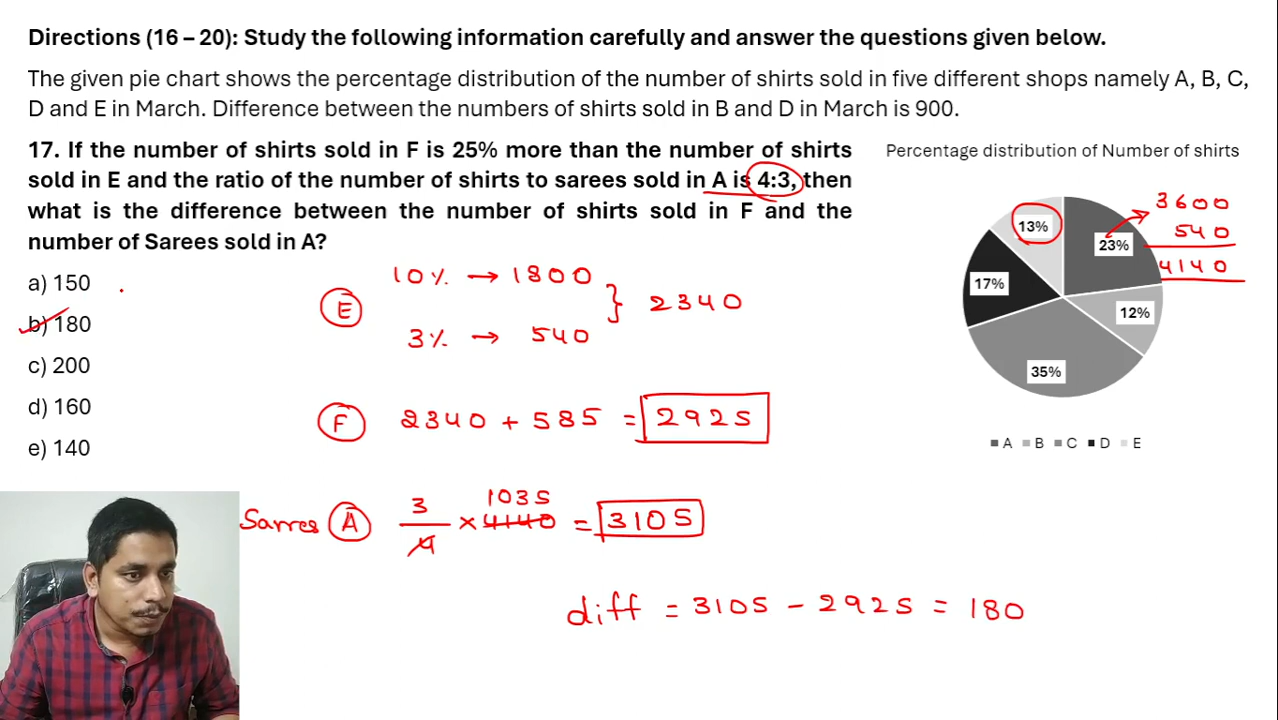 Directions (16 – 20): Study the following information carefully and answer the questions given below.
The given pie chart shows the percentage distribution of the number of shirts sold in five different shops namely A, B, C,
D and E in March. Difference between the numbers of shirts sold in B and D in March is 900.
17. If the number of shirts sold in F is 25% more than the number of shirts
sold in E and the ratio of the number of shirts to sarees sold in A is 4:3, then
what is the difference between the number of shirts sold in F and the
number of Sarees sold in A?
a) 150
b) 180
c) 200
d) 160
e) 140
E 10% → 1800 } 2340
3% → 540
F 2340 + 585 = 2925
Sarres A 3/4 × 4140 1035 = 3105
diff = 3105 − 2925 = 180
Percentage distribution of Number of shirts
13%
23%
17%
12%
35%
3600
540
4140
A B C D E